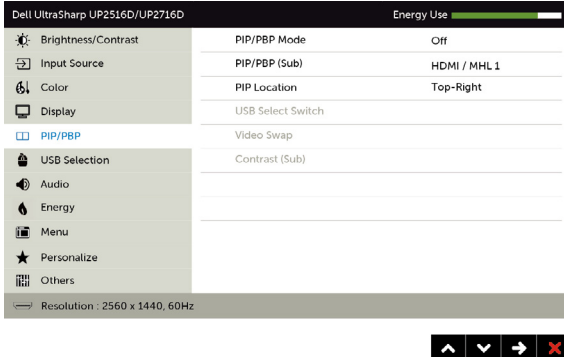 Dell UltraSharp UP2516D/UP2716D Energy Use
Brightness/Contrast
Input Source
Color
Display
PIP/PBP
USB Selection
Audio
Energy
Menu
Personalize
Others
PIP/PBP Mode Off
PIP/PBP (Sub) HDMI / MHL 1
PIP Location Top-Right
USB Select Switch
Video Swap
Contrast (Sub)
Resolution : 2560 x 1440, 60Hz